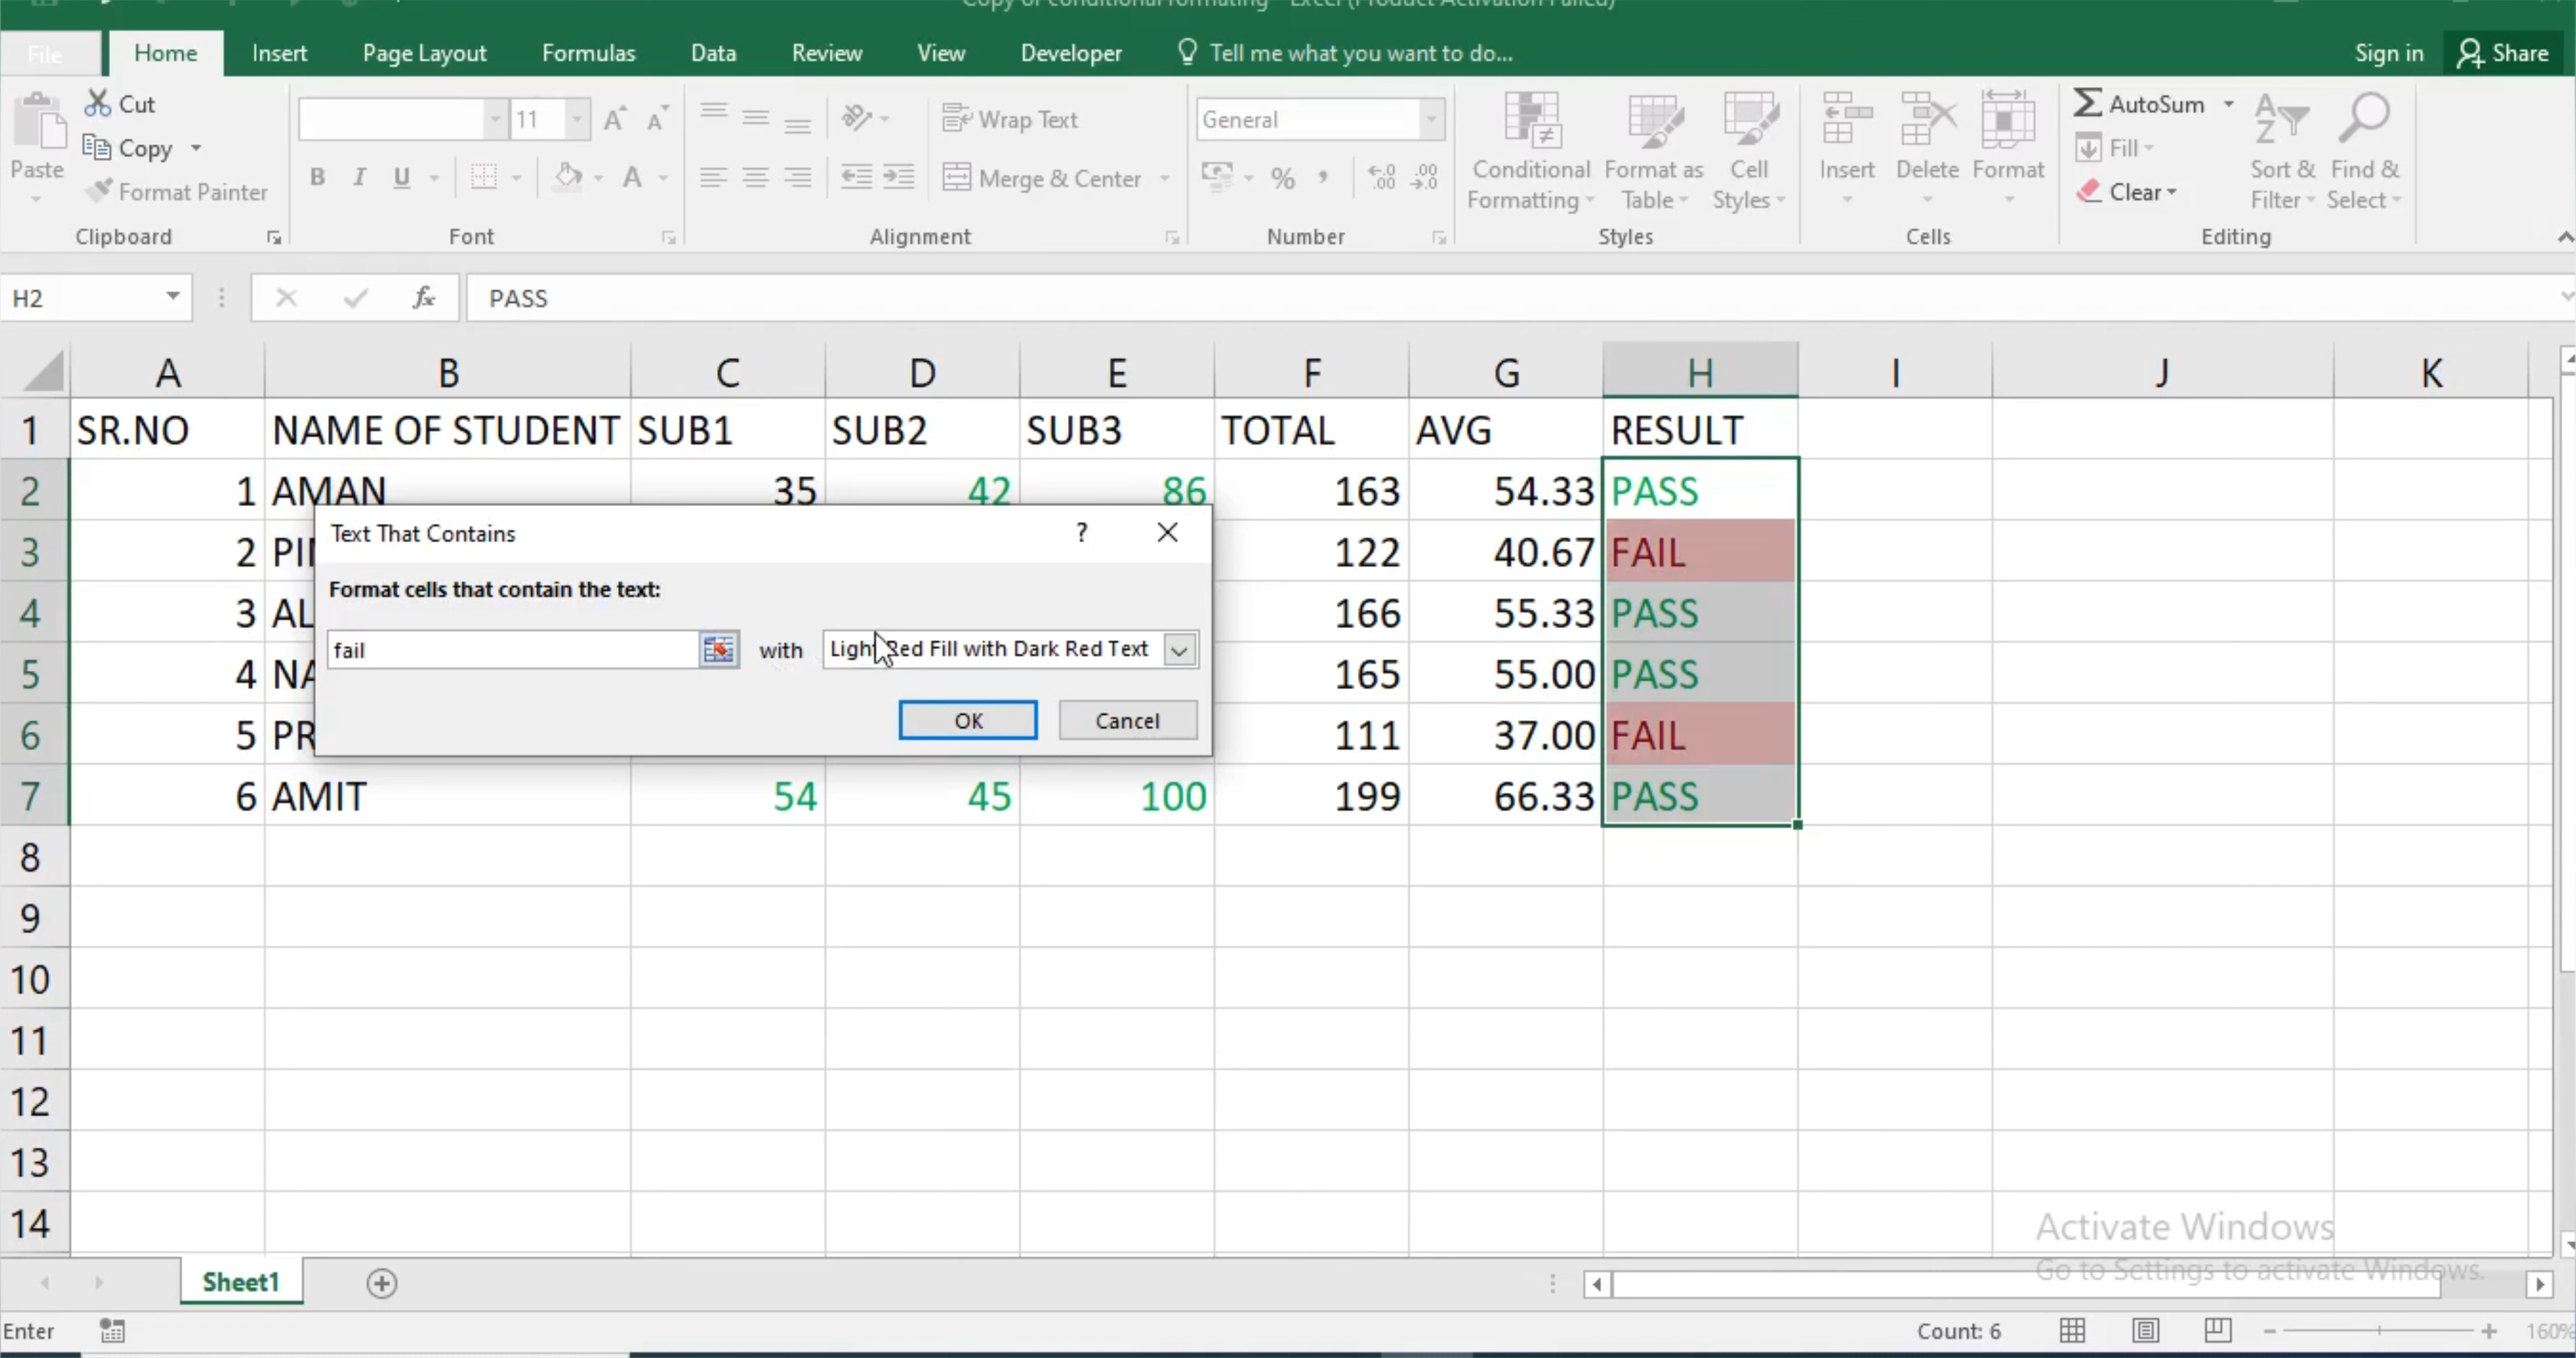 Copy of conditional formating - Excel (Product Activation Failed)
File Home Insert Page Layout Formulas Data Review View Developer Tell me what you want to do... Sign in Share
Cut
Copy
Paste
Format Painter
Clipboard
11
B I U A
Font
Wrap Text
Merge & Center
Alignment
General
% ,
Number
Conditional Formatting
Format as Table
Cell Styles
Styles
Insert
Delete
Format
Cells
AutoSum
Fill
Clear
Sort & Filter
Find & Select
Editing
H2 fx PASS
A B C D E F G H I J K
1 SR.NO NAME OF STUDENT SUB1 SUB2 SUB3 TOTAL AVG RESULT
2 1 AMAN 35 42 86 163 54.33 PASS
3 2 122 40.67 FAIL
4 3 AL 166 55.33 PASS
5 4 NA 165 55.00 PASS
6 5 PR 111 37.00 FAIL
7 6 AMIT 54 45 100 199 66.33 PASS
8
9
10
11
12
13
14
Text That Contains ?
Format cells that contain the text:
fail with Light Red Fill with Dark Red Text
OK Cancel
Activate Windows
Go to Settings to activate Windows.
Sheet1
Enter Count: 6 160%